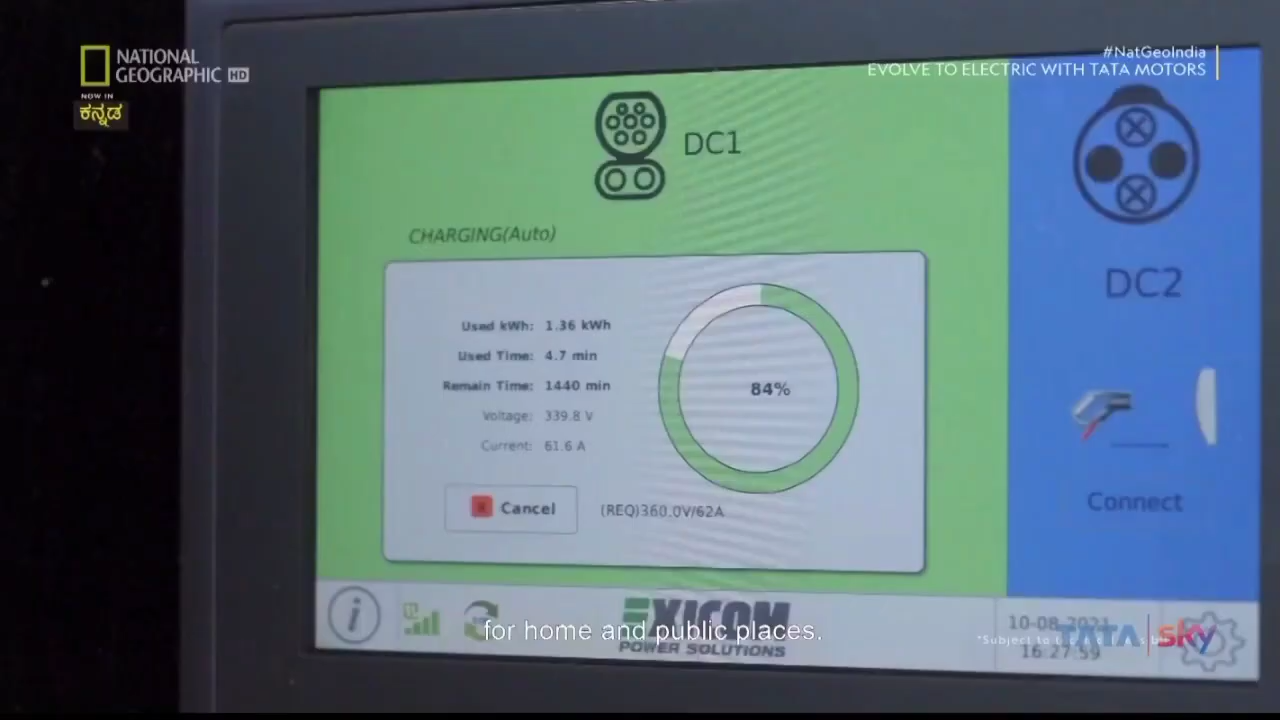 NATIONAL
GEOGRAPHIC HD
NOW IN
ಕನ್ನಡ
#NatGeoIndia
EVOLVE TO ELECTRIC WITH TATA MOTORS
DC1
CHARGING(Auto)
Used kWh: 1.36 kWh
Used Time: 4.7 min
Remain Time: 1440 min
Voltage: 339.8 V
Current: 61.6 A
84%
Cancel
(REQ)360.0V/62A
DC2
Connect
i
EXICOM
POWER SOLUTIONS
for home and public places.
10-08-2021
16:27:59
*Subject to
TATA sky